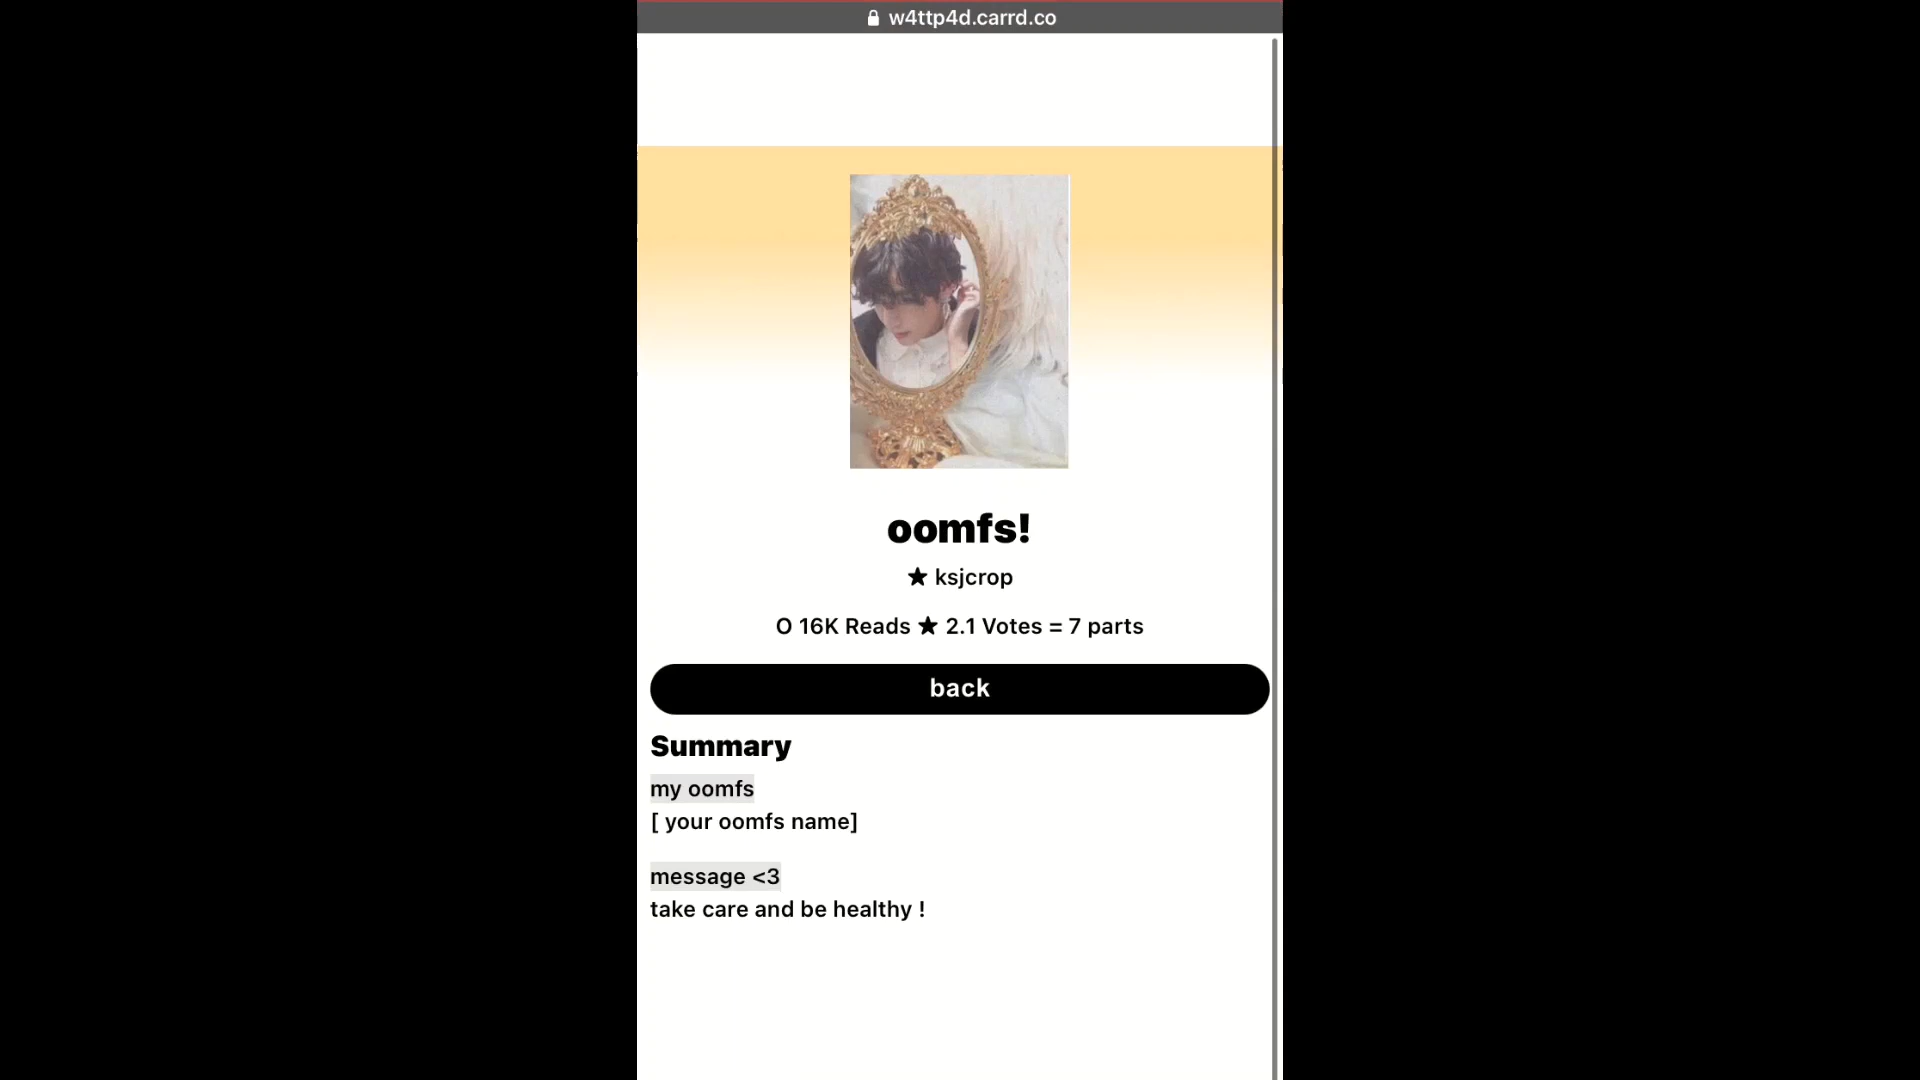 w4ttp4d.carrd.co
oomfs!
★ ksjcrop
O 16K Reads ★ 2.1 Votes = 7 parts
back
Summary
my oomfs
[ your oomfs name]
message <3
take care and be healthy !